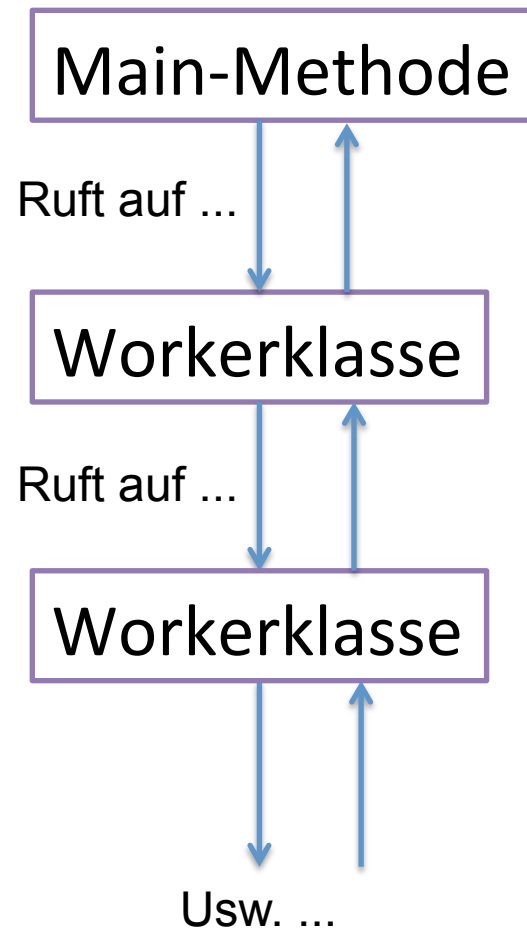 Main-Methode
Ruft auf ...
Workerklasse
Ruft auf ...
Workerklasse
Usw. ...